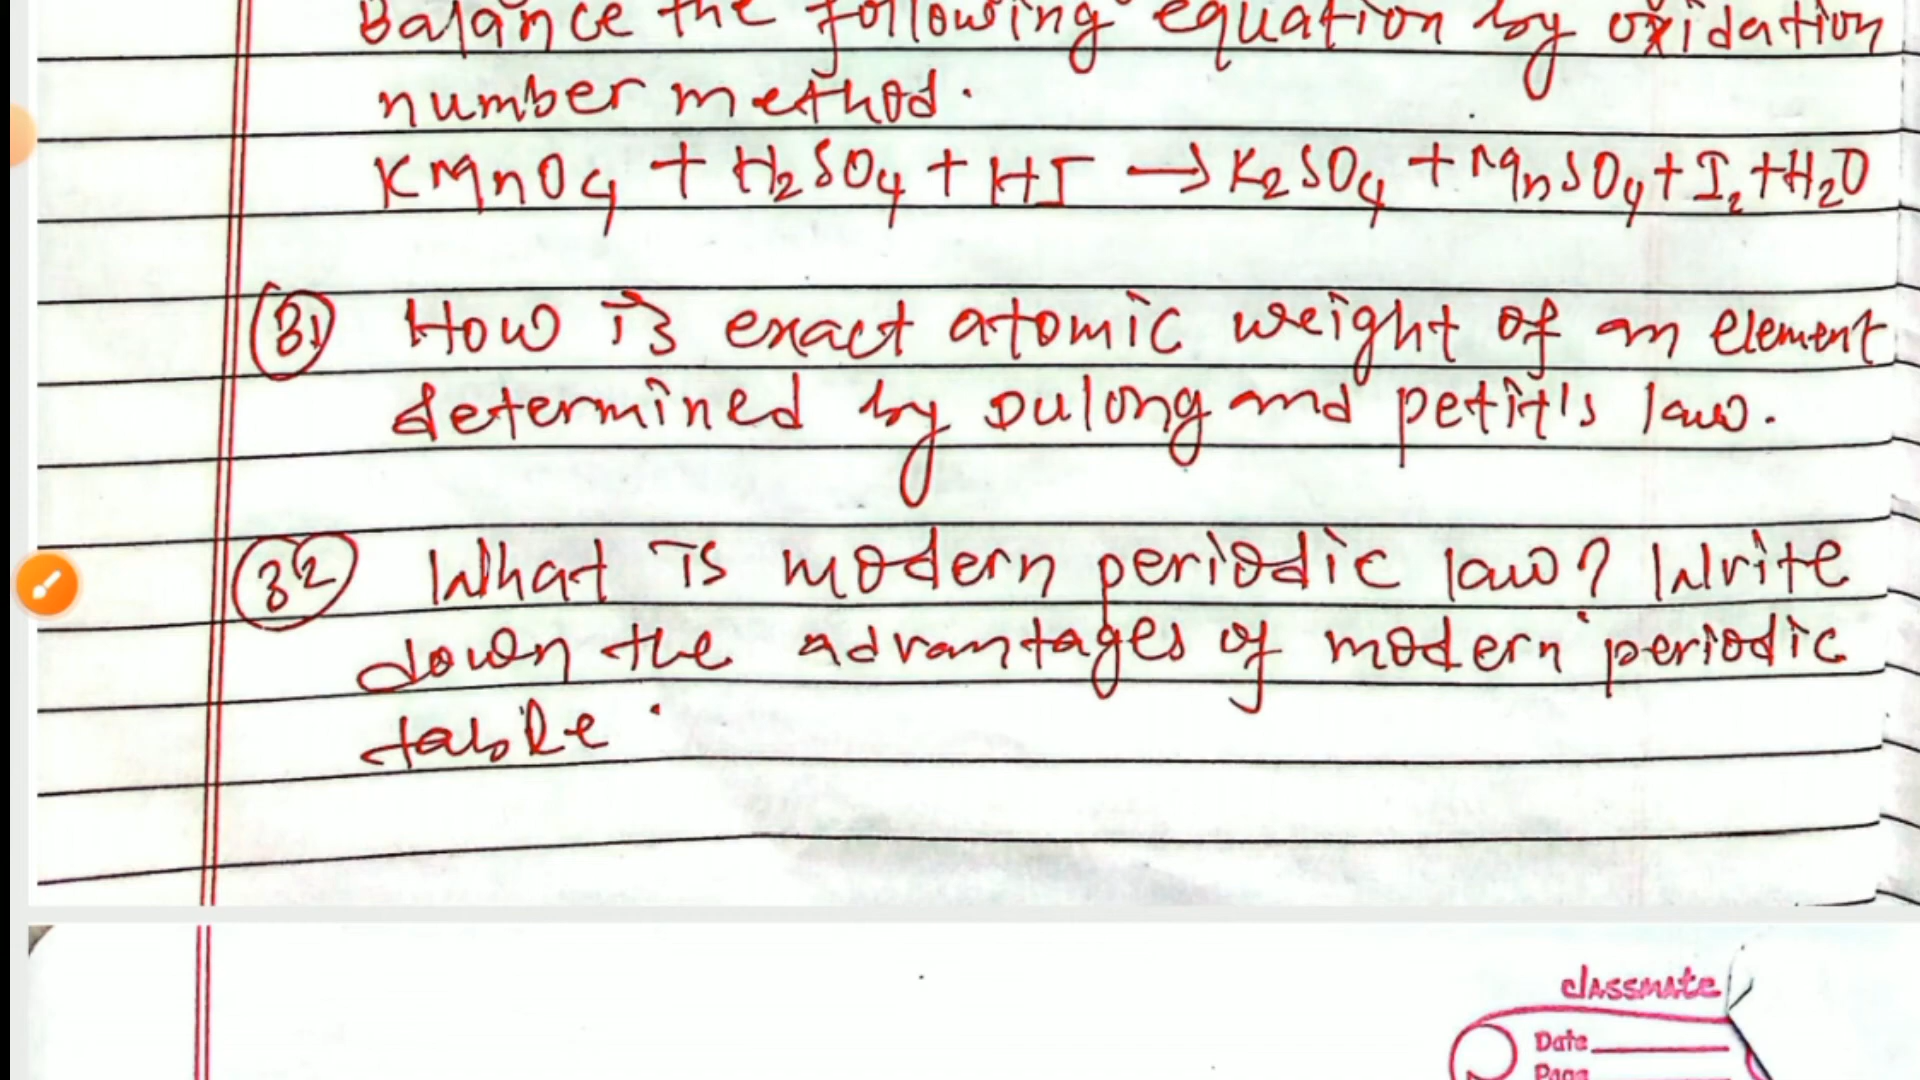 Balance the following equation by oxidation
number method.
KMnO4 + H2SO4 + HI → K2SO4 + MnSO4 + I2 + H2O
31 How is exact atomic weight of an element
determined by Dulong and petit's law.
32 What is modern periodic law? Write
down the advantages of modern periodic
table.
classmate
Date
Page